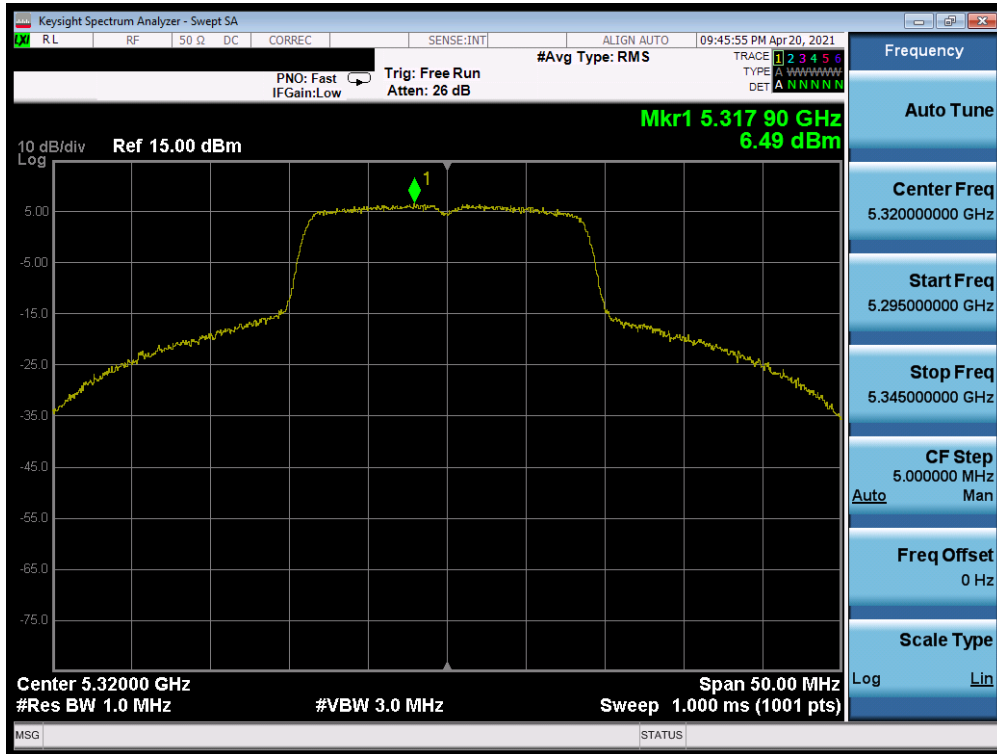 Keysight Spectrum Analyzer - Swept SA
LXI RL RF 50 Ω DC CORREC SENSE:INT ALIGN AUTO 09:45:55 PM Apr 20, 2021
#Avg Type: RMS
TRACE 1 2 3 4 5 6
TYPE A WWWWW
DET A N N N N N
PNO: Fast
IFGain:Low
Trig: Free Run
Atten: 26 dB
Mkr1 5.317 90 GHz
6.49 dBm
10 dB/div Ref 15.00 dBm
Log
1
5.00
-5.00
-15.0
-25.0
-35.0
-45.0
-55.0
-65.0
-75.0
Center 5.32000 GHz Span 50.00 MHz
#Res BW 1.0 MHz #VBW 3.0 MHz Sweep 1.000 ms (1001 pts)
MSG STATUS
Frequency
Auto Tune
Center Freq
5.320000000 GHz
Start Freq
5.295000000 GHz
Stop Freq
5.345000000 GHz
CF Step
5.000000 MHz
Auto Man
Freq Offset
0 Hz
Scale Type
Log Lin